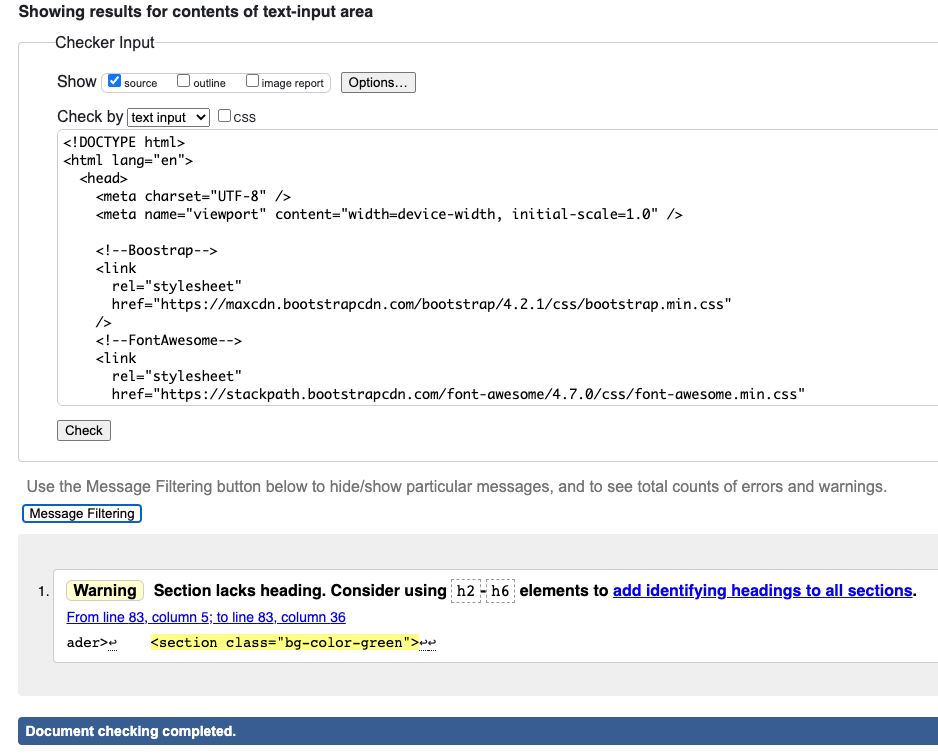 Showing results for contents of text-input area
Checker Input
Show source outline image report Options...
Check by text input css
<!DOCTYPE html>
<html lang="en">
<head>
<meta charset="UTF-8" />
<meta name="viewport" content="width=device-width, initial-scale=1.0" />
<!--Boostrap-->
<link
rel="stylesheet"
href="https://maxcdn.bootstrapcdn.com/bootstrap/4.2.1/css/bootstrap.min.css"
/>
<!--FontAwesome-->
<link
rel="stylesheet"
href="https://stackpath.bootstrapcdn.com/font-awesome/4.7.0/css/font-awesome.min.css"
Check
Use the Message Filtering button below to hide/show particular messages, and to see total counts of errors and warnings.
Message Filtering
1. Warning Section lacks heading. Consider using h2-h6 elements to add identifying headings to all sections.
From line 83, column 5; to line 83, column 36
ader>↩ <section class="bg-color-green">↩↩
Document checking completed.